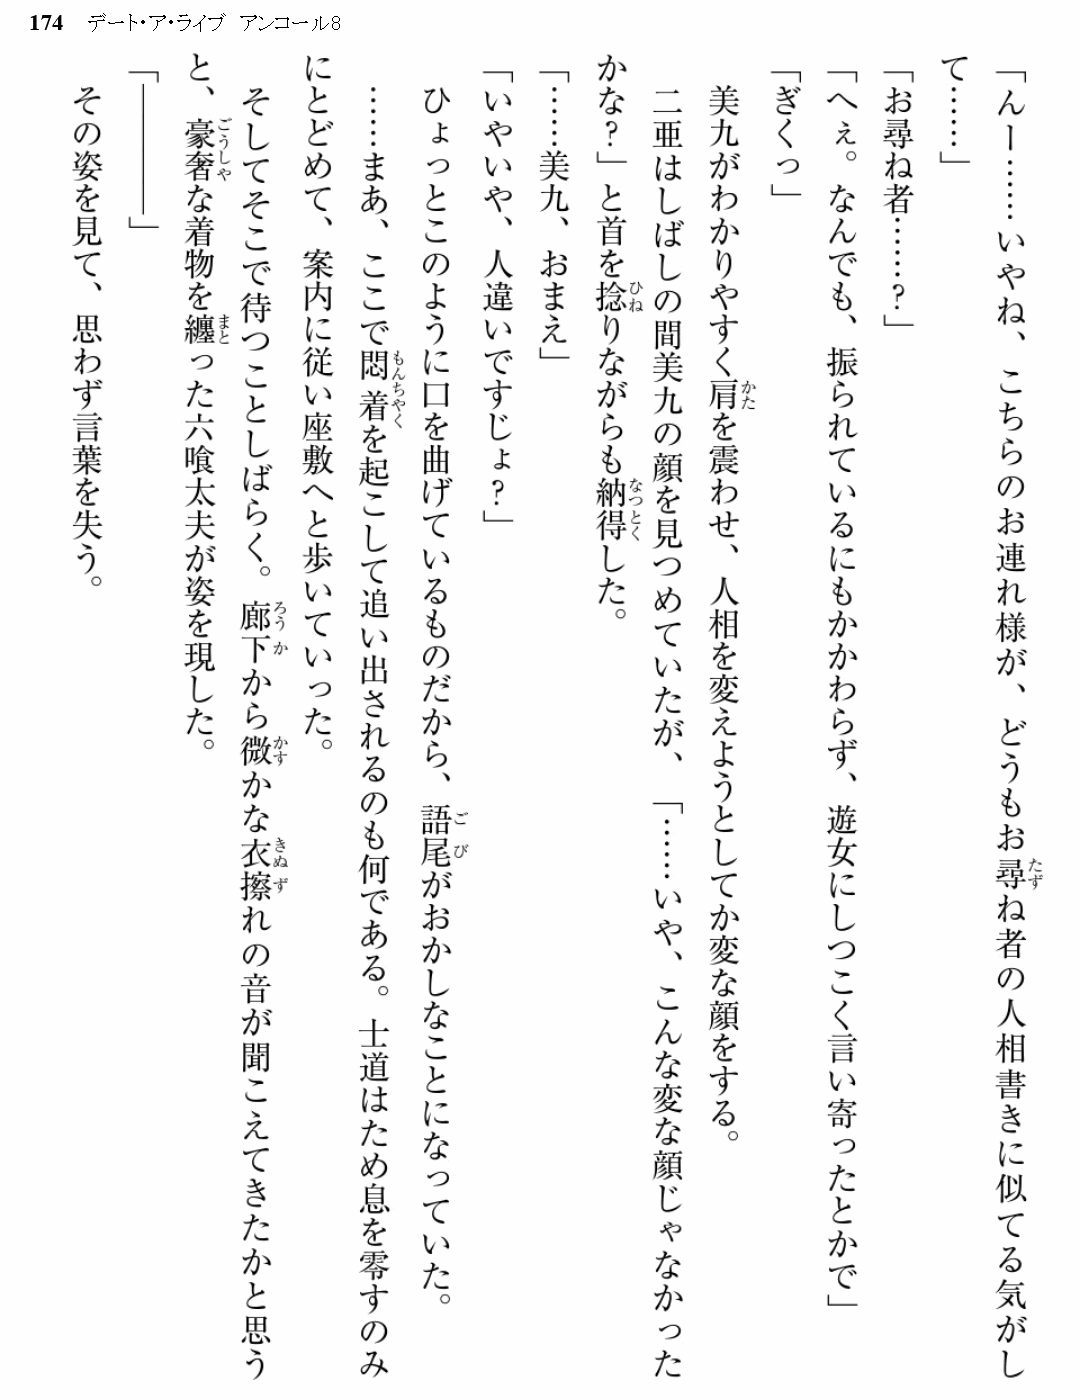 174 デート・ア・ライブ アンコール8
「んー……いやね、こちらのお連れ様が、どうもお尋ね者の人相書きに似てる気がし
て……」
「お尋ね者……？」
「へぇ。なんでも、振られているにもかかわらず、遊女にしつこく言い寄ったとかで」
「ぎくっ」
美九がわかりやすく肩を震わせ、人相を変えようとしてか変な顔をする。
二亜はしばしの間美九の顔を見つめていたが、「……いや、こんな変な顔じゃなかった
かな？」と首を捻りながらも納得した。
「……美九、おまえ」
「いやいや、人違いですじょ？」
ひょっとこのように口を曲げているものだから、語尾がおかしなことになっていた。
……まあ、ここで悶着を起こして追い出されるのも何である。士道はため息を零すのみ
にとどめて、案内に従い座敷へと歩いていった。
そしてそこで待つことしばらく。廊下から微かな衣擦れの音が聞こえてきたかと思う
と、豪奢な着物を纏った六喰太夫が姿を現した。
「――――」
その姿を見て、思わず言葉を失う。